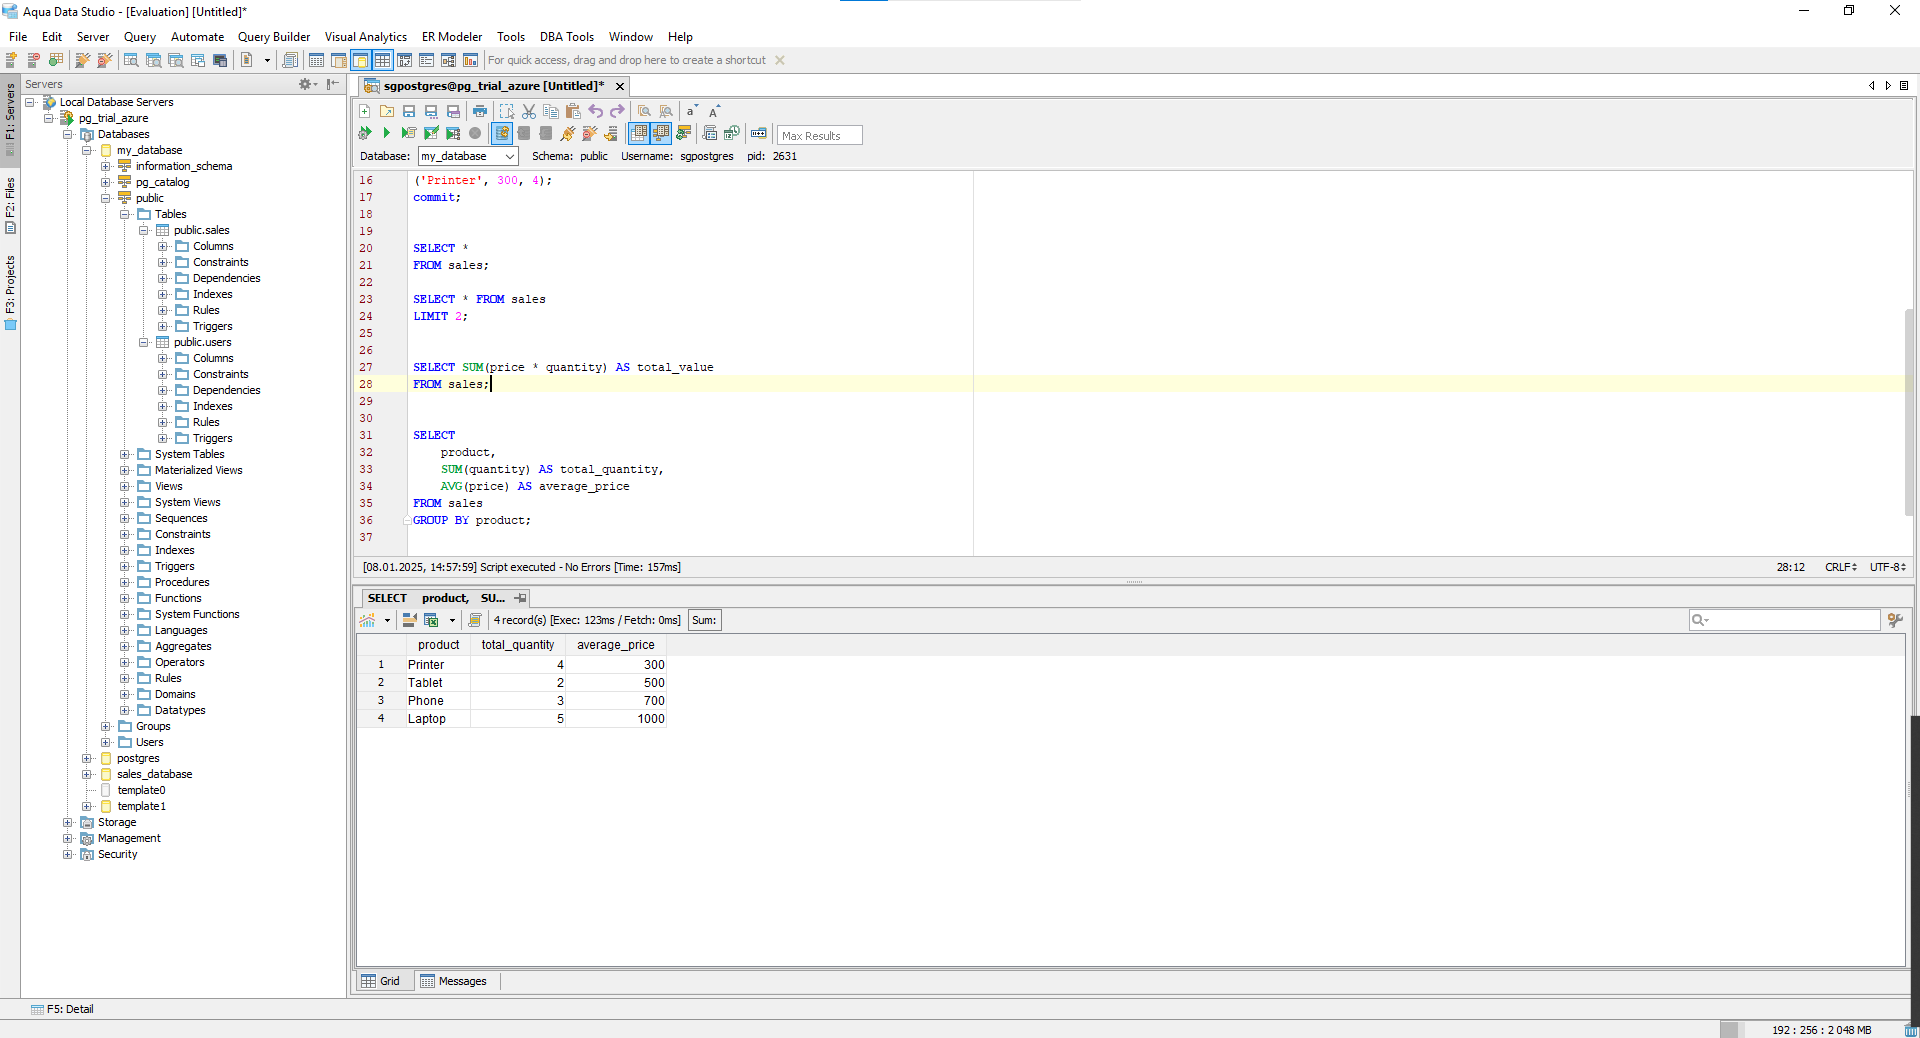 Aqua Data Studio - [Evaluation] [Untitled]*
File Edit Server Query Automate Query Builder Visual Analytics ER Modeler Tools DBA Tools Window Help
For quick access, drag and drop here to create a shortcut
F1: Servers
F2: Files
F3: Projects
Servers
Local Database Servers
pg_trial_azure
Databases
my_database
information_schema
pg_catalog
public
Tables
public.sales
Columns
Constraints
Dependencies
Indexes
Rules
Triggers
public.users
Columns
Constraints
Dependencies
Indexes
Rules
Triggers
System Tables
Materialized Views
Views
System Views
Sequences
Constraints
Indexes
Triggers
Procedures
Functions
System Functions
Languages
Aggregates
Operators
Rules
Domains
Datatypes
Groups
Users
postgres
sales_database
template0
template1
Storage
Management
Security
sgpostgres@pg_trial_azure [Untitled]*
Max Results
Database: my_database Schema: public Username: sgpostgres pid: 2631
16 ('Printer', 300, 4);
17 commit;
18
19
20 SELECT *
21 FROM sales;
22
23 SELECT * FROM sales
24 LIMIT 2;
25
26
27 SELECT SUM(price * quantity) AS total_value
28 FROM sales;
29
30
31 SELECT
32 product,
33 SUM(quantity) AS total_quantity,
34 AVG(price) AS average_price
35 FROM sales
36 GROUP BY product;
37
[08.01.2025, 14:57:59] Script executed - No Errors [Time: 157ms] 28:12 CRLF UTF-8
SELECT product, SU...
4 record(s) [Exec: 123ms / Fetch: 0ms] Sum:
product total_quantity average_price
1 Printer 4 300
2 Tablet 2 500
3 Phone 3 700
4 Laptop 5 1000
Grid Messages
F5: Detail
192 : 256 : 2 048 MB